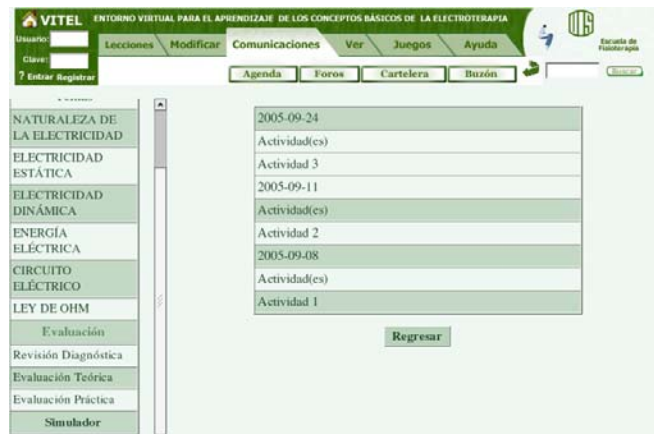 VITEL
ENTORNO VIRTUAL PARA EL APRENDIZAJE DE LOS CONCEPTOS BÁSICOS DE LA ELECTROTERAPIA
Usuario:
Clave:
? Entrar Registrar
Lecciones Modificar Comunicaciones Ver Juegos Ayuda
Agenda Foros Cartelera Buzón
UIS
Escuela de
Fisioterapia
Buscar
NATURALEZA DE
LA ELECTRICIDAD
ELECTRICIDAD
ESTÁTICA
ELECTRICIDAD
DINÁMICA
ENERGÍA
ELÉCTRICA
CIRCUITO
ELÉCTRICO
LEY DE OHM
Evaluación
Revisión Diagnóstica
Evaluación Teórica
Evaluación Práctica
Simulador
2005-09-24
Actividad(es)
Actividad 3
2005-09-11
Actividad(es)
Actividad 2
2005-09-08
Actividad(es)
Actividad 1
Regresar